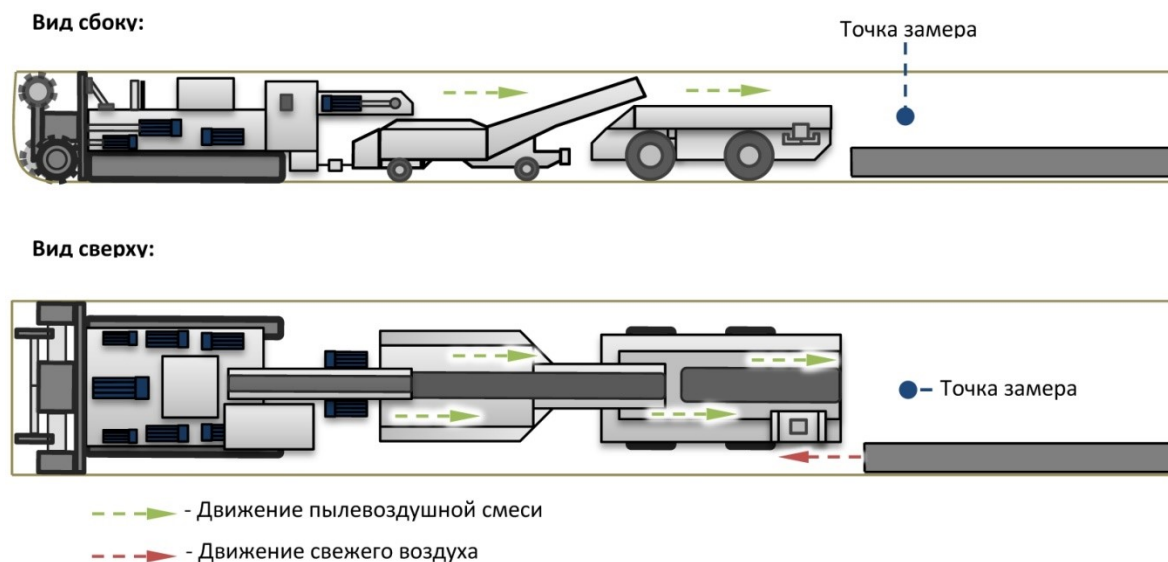 Вид сбоку:
Точка замера
Вид сверху:
Точка замера
- Движение пылевоздушной смеси
- Движение свежего воздуха